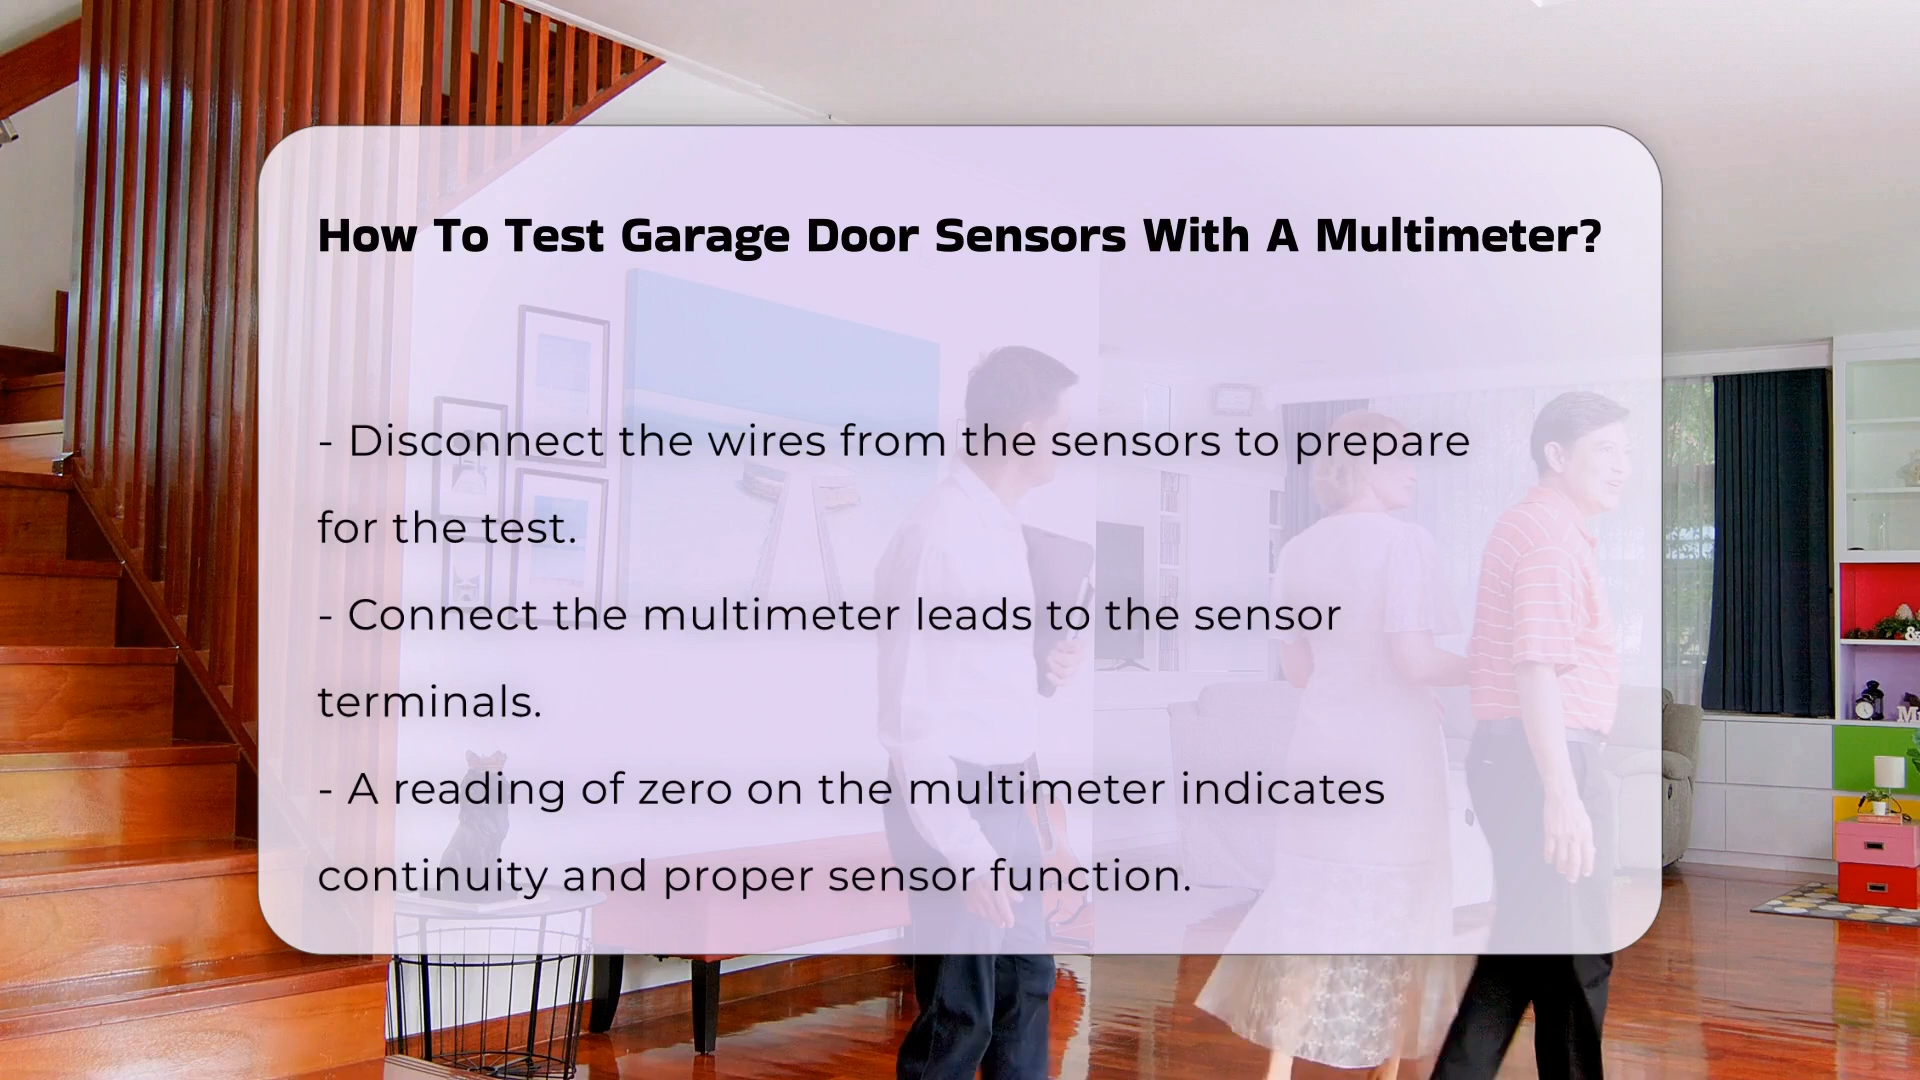 How To Test Garage Door Sensors With A Multimeter?
- Disconnect the wires from the sensors to prepare
for the test.
- Connect the multimeter leads to the sensor
terminals.
- A reading of zero on the multimeter indicates
continuity and proper sensor function.